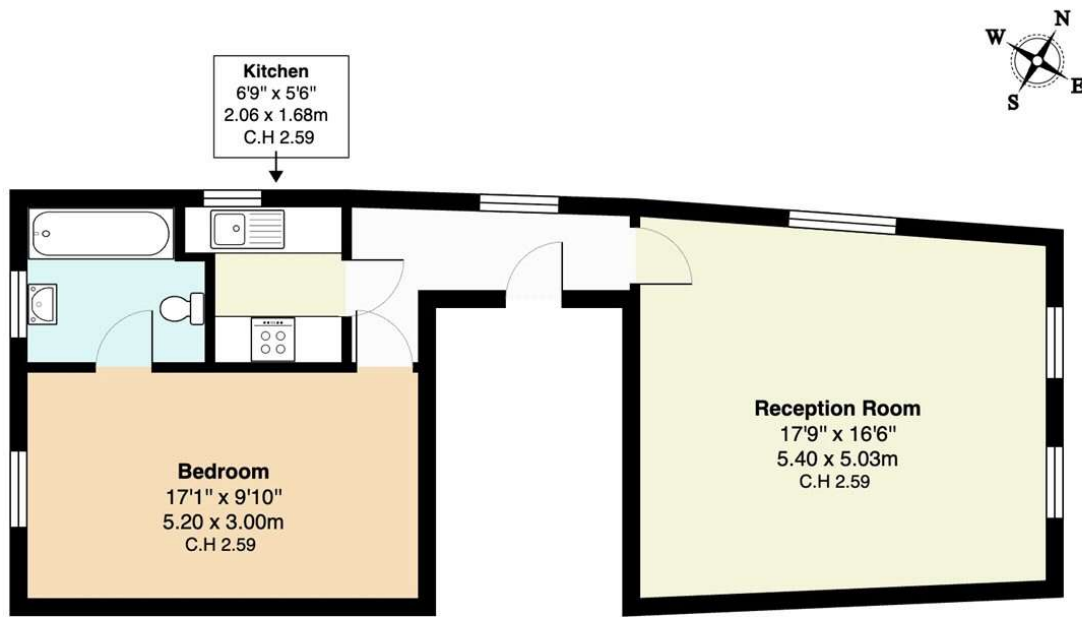 N
W
E
S
Kitchen
6'9" x 5'6"
2.06 x 1.68m
C.H 2.59
Bedroom
17'1" x 9'10"
5.20 x 3.00m
C.H 2.59
Reception Room
17'9" x 16'6"
5.40 x 5.03m
C.H 2.59